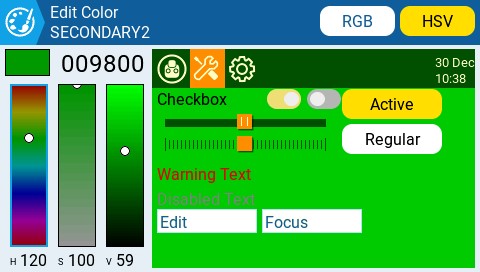 Edit Color
SECONDARY2
RGB
HSV
009800
30 Dec
10:38
Checkbox
Active
Regular
Warning Text
Disabled Text
Edit
Focus
H 120
S 100
V 59